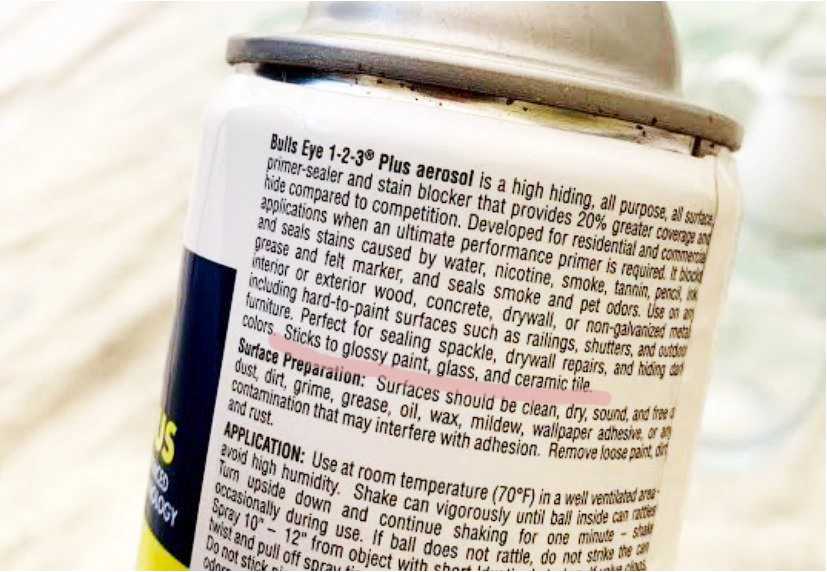 Bulls Eye 1-2-3® Plus aerosol is a high hiding, all purpose, all surface
primer-sealer and stain blocker that provides 20% greater coverage and
hide compared to competition. Developed for residential and commercial
applications when an ultimate performance primer is required. It blocks
and seals stains caused by water, nicotine, smoke, tannin, pencil, ink
grease and felt marker, and seals smoke and pet odors. Use on any
interior or exterior wood, concrete, drywall, or non-galvanized metal
including hard-to-paint surfaces such as railings, shutters, and outdoor
furniture. Perfect for sealing spackle, drywall repairs, and hiding dark
colors. Sticks to glossy paint, glass, and ceramic tile.
Surface Preparation: Surfaces should be clean, dry, sound, and free o
dust, dirt, grime, grease, oil, wax, mildew, wallpaper adhesive, or any
contamination that may interfere with adhesion. Remove loose paint, dirt
and rust.
APPLICATION: Use at room temperature (70°F) in a well ventilated area
avoid high humidity. Shake can vigorously until ball inside can rattles
Turn upside down and continue shaking for one minute – shake
occasionally during use. If ball does not rattle, do not strike the can
Spray 10" – 12" from object with short
twist and pull off spray
Do not stick
US
CED
OLOGY